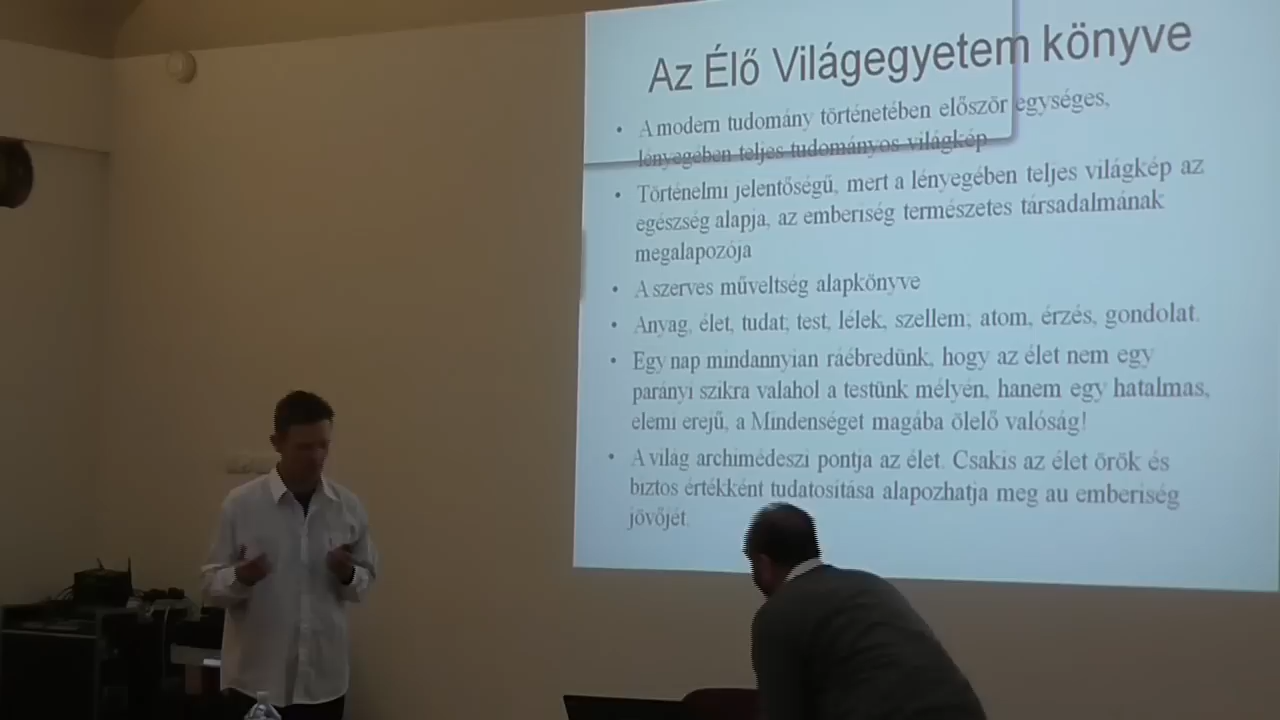 Az Élő Világegyetem könyve
• A modern tudomány történetében először egységes,
lényegében teljes tudományos világkép
• Történelmi jelentőségű, mert a lényegében teljes világkép az
egészség alapja, az emberiség természetes társadalmának
megalapozója
• A szerves műveltség alapkönyve
• Anyag, élet, tudat; test, lélek, szellem; atom, érzés, gondolat.
• Egy nap mindannyian ráébredünk, hogy az élet nem egy
parányi szikra valahol a testünk mélyén, hanem egy hatalmas,
elemi erejű, a Mindenséget magába ölelő valóság!
• A világ archimédeszi pontja az élet. Csakis az élet örök és
biztos értékként tudatosítása alapozhatja meg au emberiség
jövőjét.